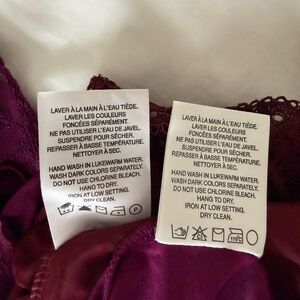 LAVER À LA MAIN À L'EAU TIÈDE.
LAVER LES COULEURS
FONCÉES SÉPARÉMENT.
NE PAS UTILISER L'EAU DE JAVEL.
SUSPENDRE POUR SÉCHER.
REPASSER À BASSE TEMPÉRATURE.
NETTOYER À SEC.
HAND WASH IN LUKEWARM WATER.
WASH DARK COLORS SEPARATELY.
DO NOT USE CHLORINE BLEACH.
HANG TO DRY.
IRON AT LOW SETTING.
DRY CLEAN.
P
LAVER À LA MAIN À L'EAU TIÈDE.
LAVER LES COULEURS
FONCÉES SÉPARÉMENT.
NE PAS UTILISER L'EAU DE JAVEL.
SUSPENDRE POUR SÉCHER.
REPASSER À BASSE TEMPÉRATURE.
NETTOYER À SEC.
HAND WASH IN LUKEWARM WATER.
WASH DARK COLORS SEPARATELY.
DO NOT USE CHLORINE BLEACH.
HANG TO DRY.
IRON AT LOW SETTING.
DRY CLEAN.